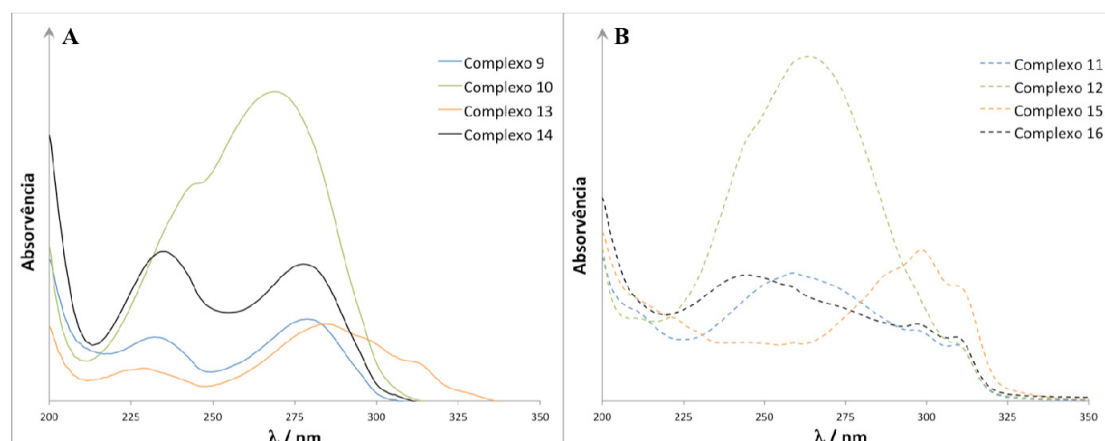 A
Complexo 9
Complexo 10
Complexo 13
Complexo 14
Absorvência
200 225 250 275 300 325 350
λ / nm
B
Complexo 11
Complexo 12
Complexo 15
Complexo 16
Absorvência
200 225 250 275 300 325 350
λ / nm